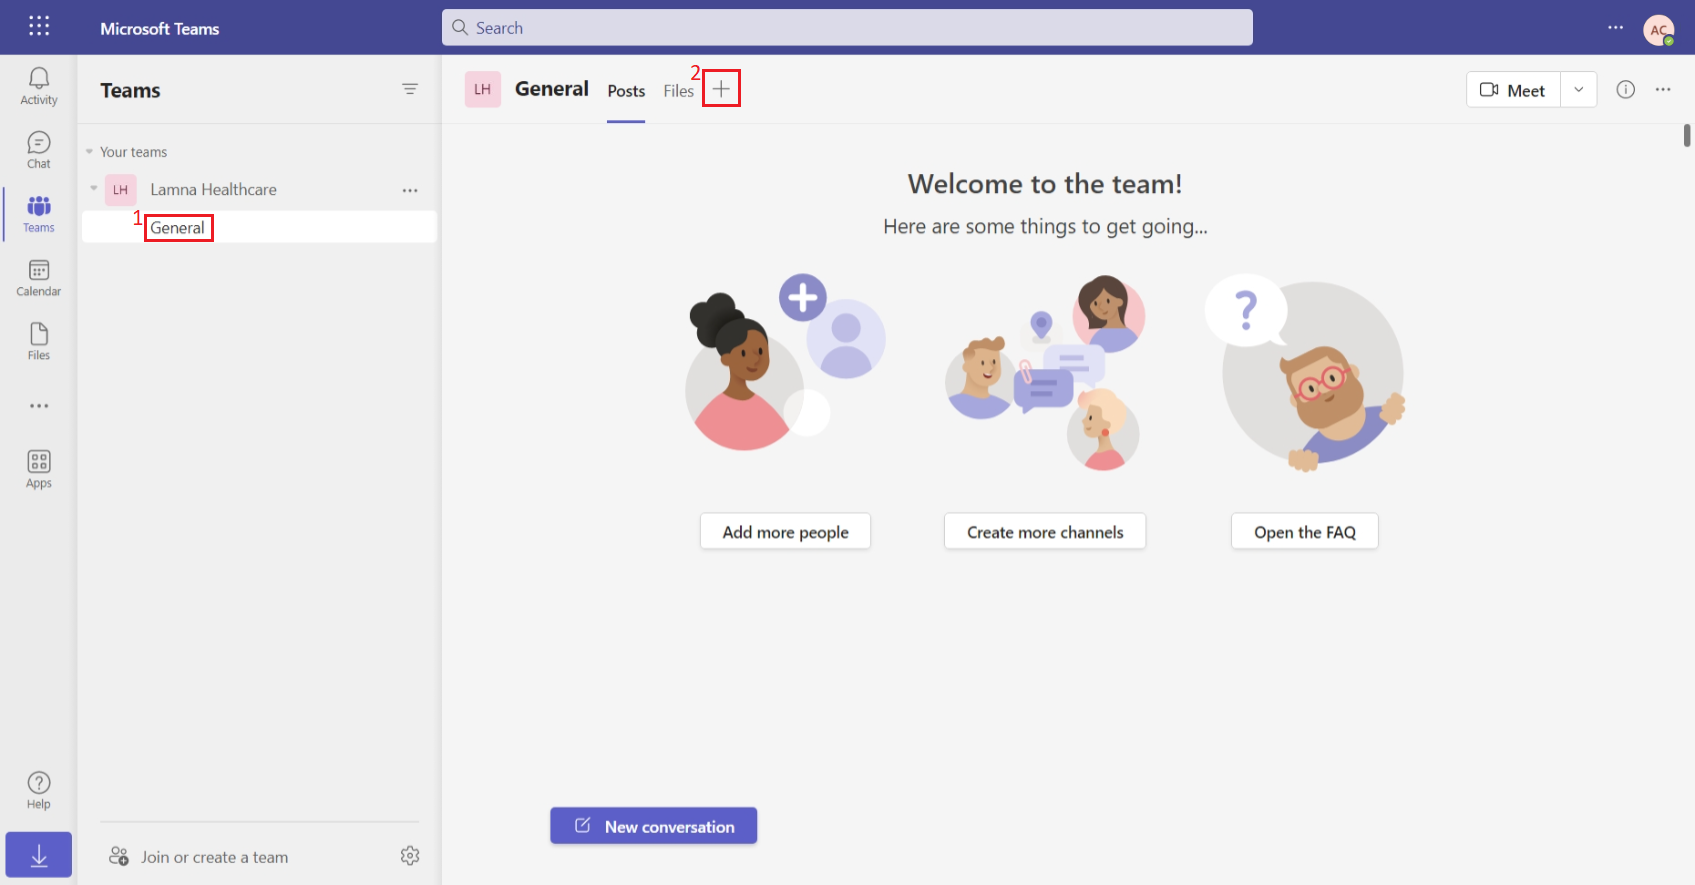 Microsoft Teams
Search
AC
Activity
Chat
Teams
Calendar
Files
Apps
Help
Teams
Your teams
LH Lamna Healthcare
1 General
Join or create a team
LH General Posts Files 2
Meet
Welcome to the team!
Here are some things to get going...
?
Add more people
Create more channels
Open the FAQ
New conversation